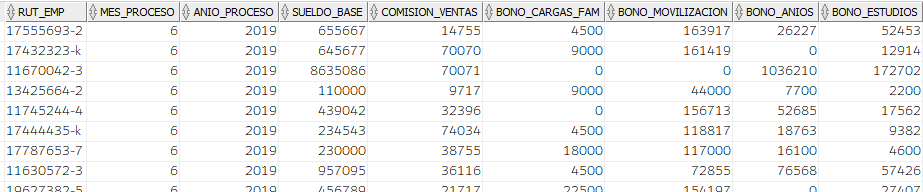 RUT_EMP MES_PROCESO ANIO_PROCESO SUELDO_BASE COMISION_VENTAS BONO_CARGAS_FAM BONO_MOVILIZACION BONO_ANIOS BONO_ESTUDIOS
17555693-2 6 2019 655667 14755 4500 163917 26227 52453
17432323-k 6 2019 645677 70070 9000 161419 0 12914
11670042-3 6 2019 8635086 70071 0 0 1036210 172702
13425664-2 6 2019 110000 9717 9000 44000 7700 2200
11745244-4 6 2019 439042 32396 0 156713 52685 17562
17444435-k 6 2019 234543 74034 4500 118817 18763 9382
17787653-7 6 2019 230000 38755 18000 117000 16100 4600
11630572-3 6 2019 957095 36116 4500 72855 76568 57426
19627382-5 6 2019 456789 21717 22500 154197 0 27407